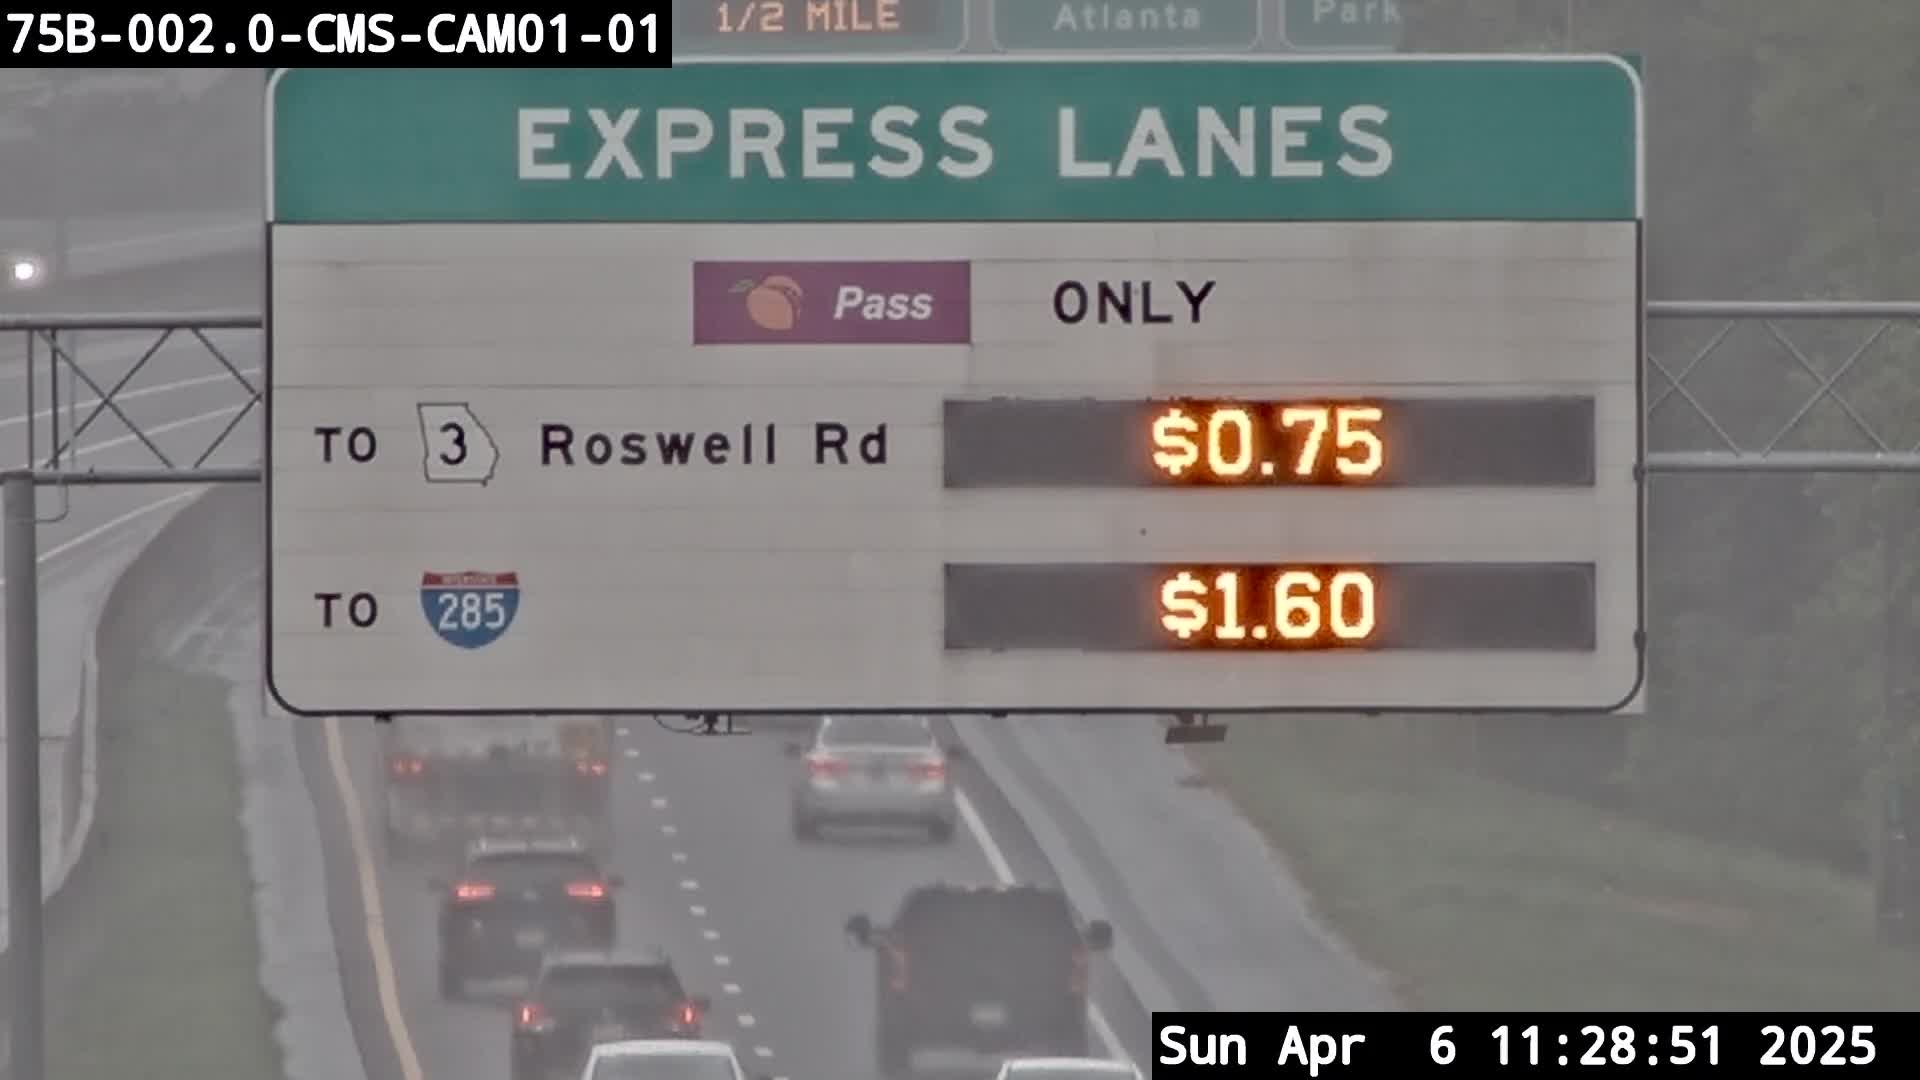 75B-002.0-CMS-CAM01-01
1/2 MILE
Atlanta
Park
EXPRESS LANES
Pass ONLY
TO 3 Roswell Rd $0.75
TO INTERSTATE 285 $1.60
Sun Apr 6 11:28:51 2025